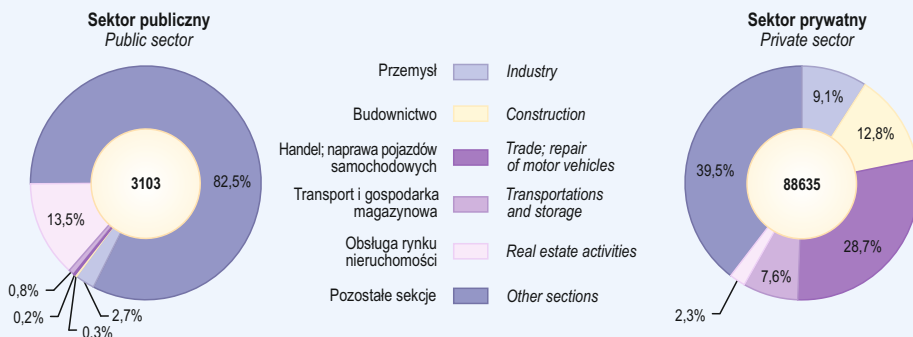 Sektor publiczny
Public sector
82,5%
3103
13,5%
0,8%
0,2%
0,3%
2,7%
Przemysł Industry
Budownictwo Construction
Handel; naprawa pojazdów
samochodowych
Trade; repair
of motor vehicles
Transport i gospodarka
magazynowa
Transportations
and storage
Obsługa rynku
nieruchomości
Real estate activities
Pozostałe sekcje Other sections
Sektor prywatny
Private sector
9,1%
12,8%
39,5%
88635
28,7%
7,6%
2,3%